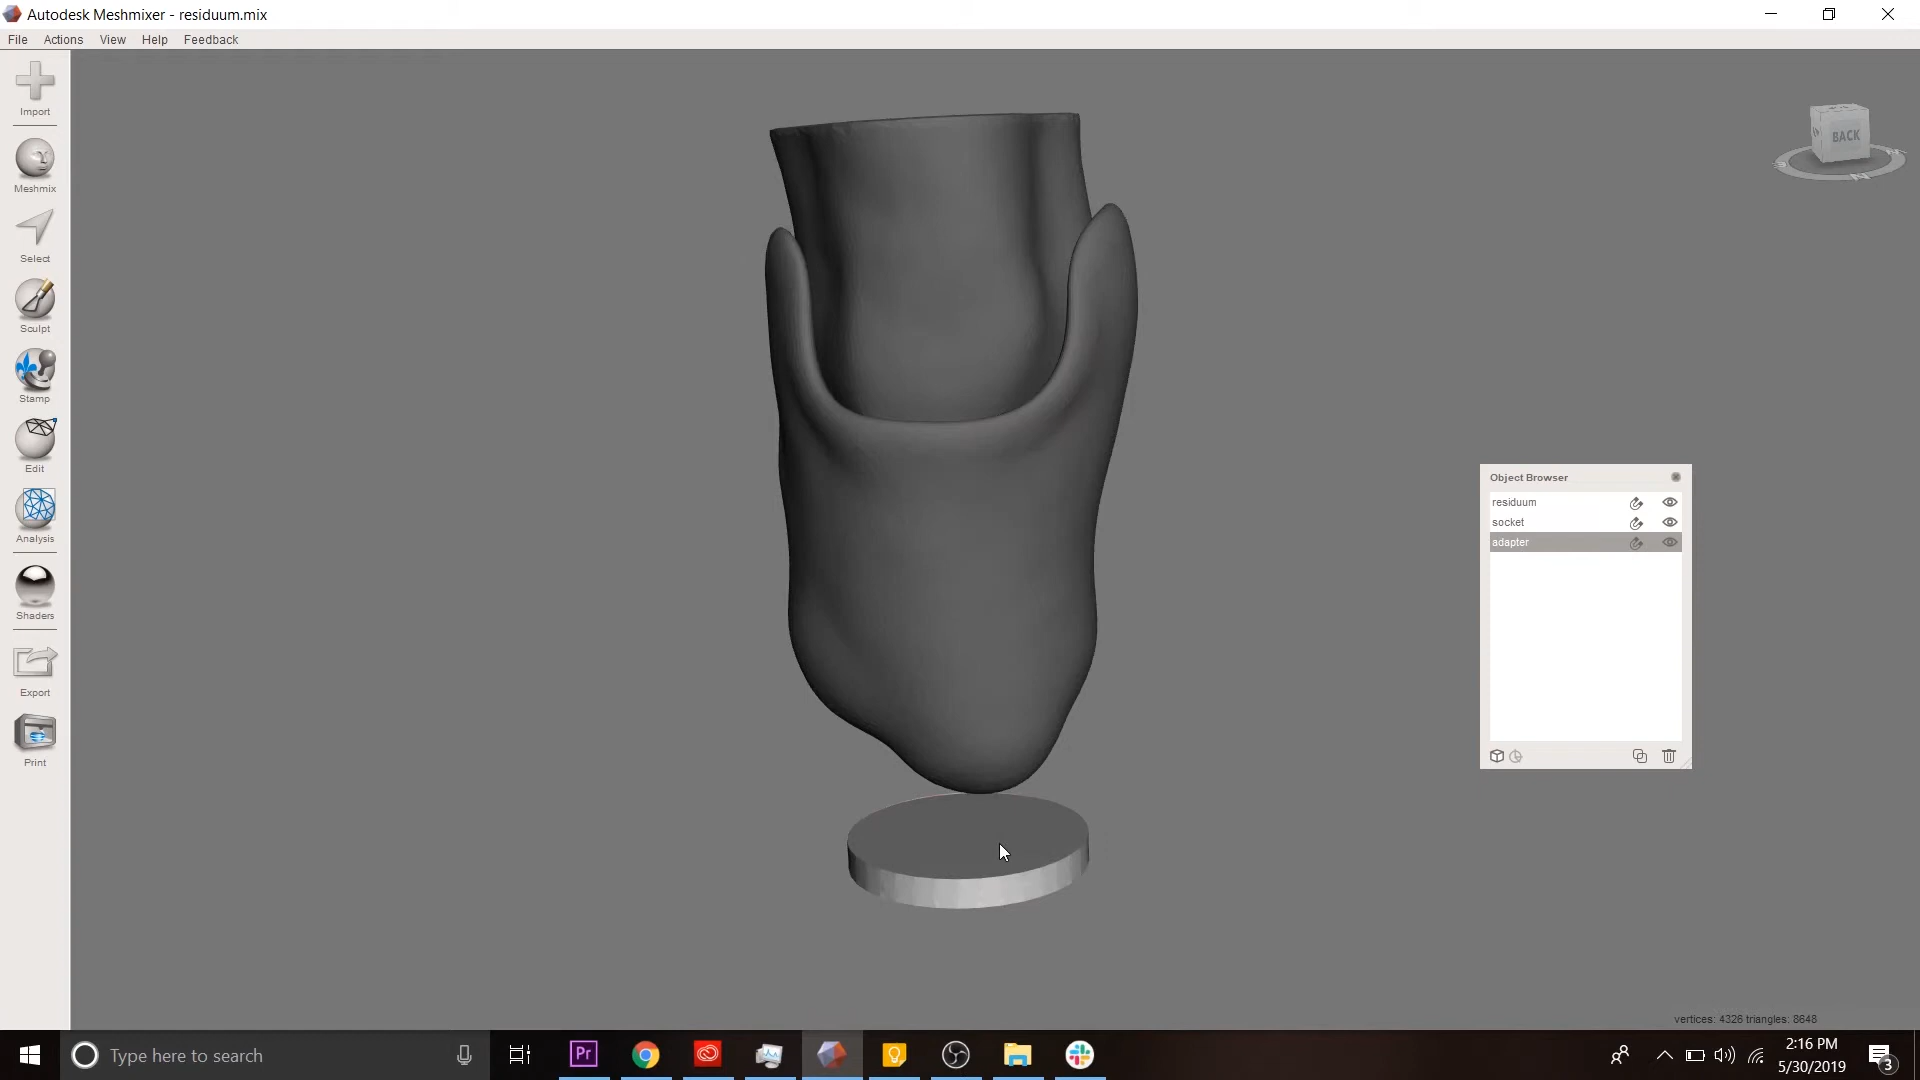 Autodesk Meshmixer - residuum.mix
File Actions View Help Feedback
Import
Meshmix
Select
Sculpt
Stamp
Edit
Analysis
Shaders
Export
Print
BACK
Object Browser
residuum
socket
adapter
vertices: 4326 triangles: 8648
Type here to search
Pr
2:16 PM
5/30/2019
3